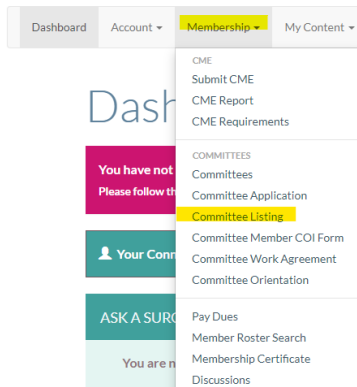 Dashboard Account Membership My Content
CME
Submit CME
Dash
CME Report
CME Requirements
COMMITTEES
You have not
Committees
Please follow th
Committee Application
Committee Listing
Your Conn
Committee Member COI Form
Committee Work Agreement
Committee Orientation
ASK A SURG
Pay Dues
Member Roster Search
You are n
Membership Certificate
Discussions